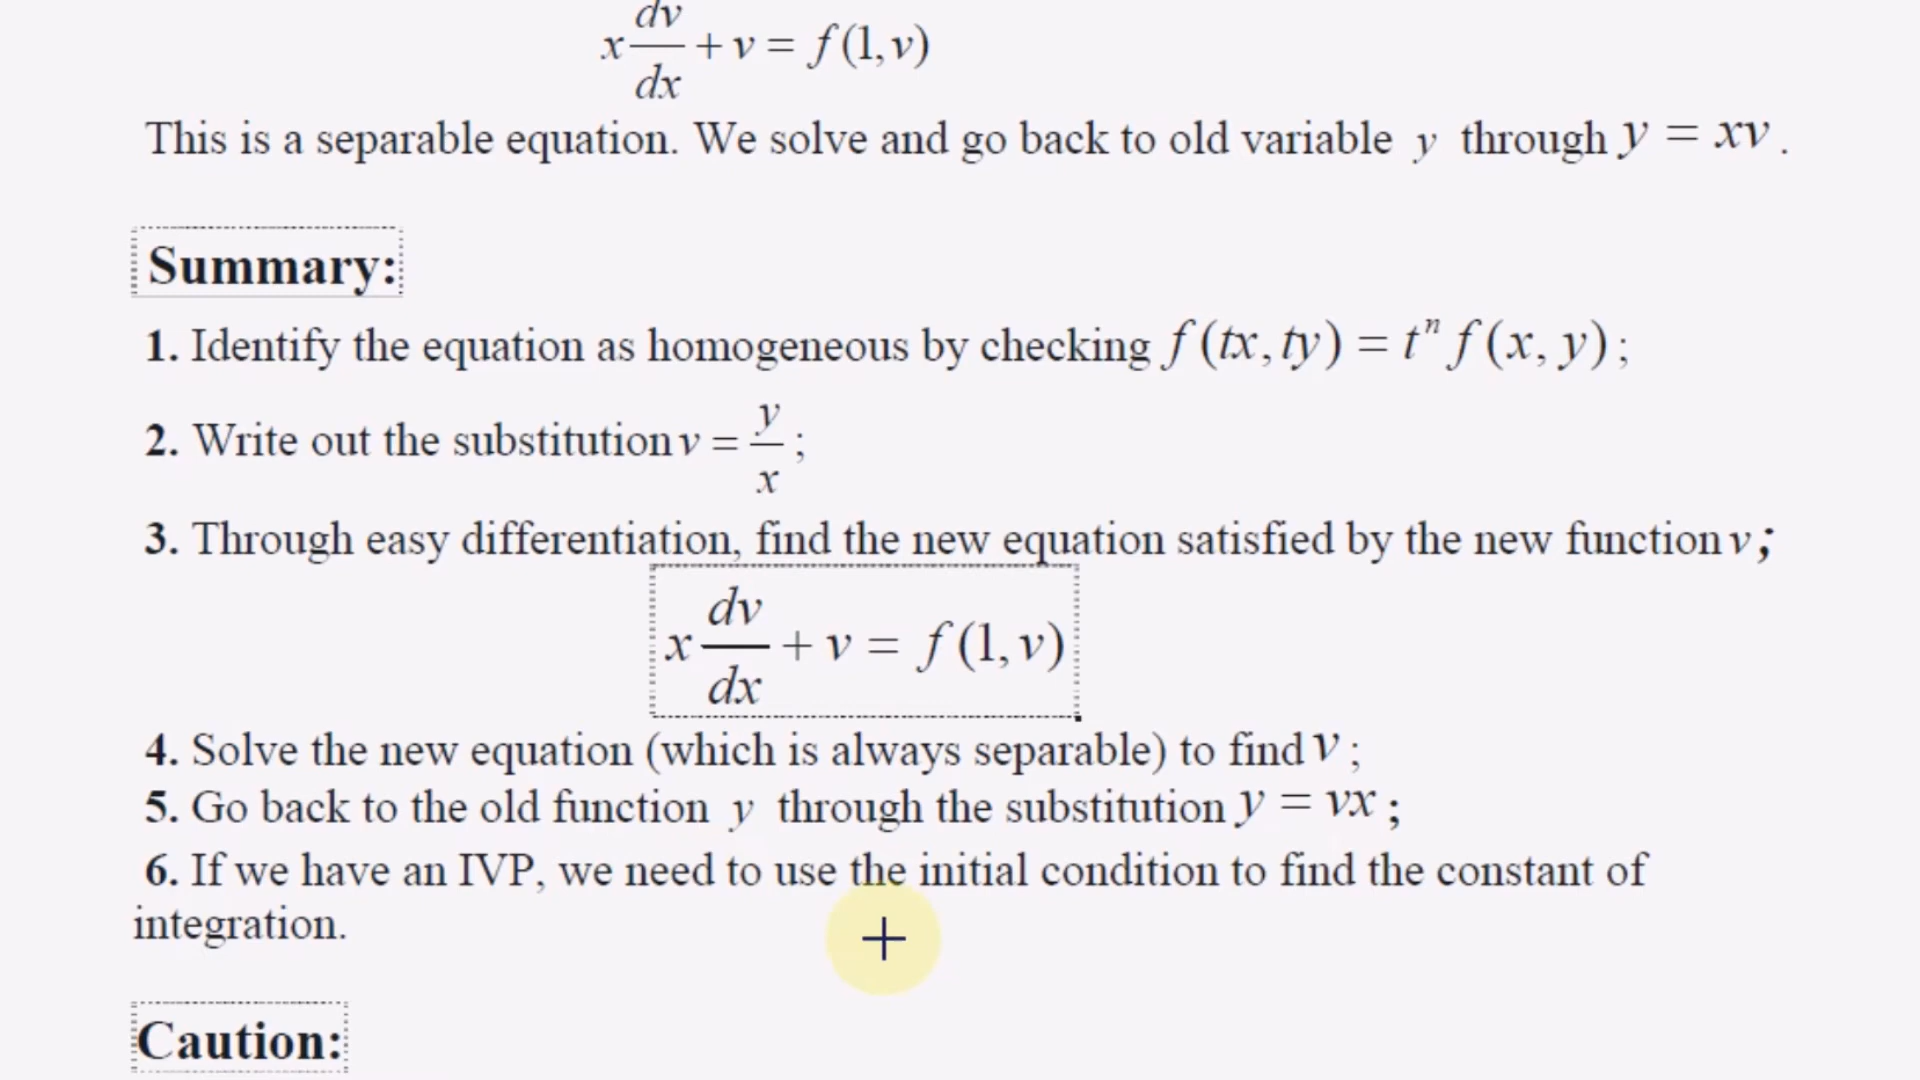 x dv/dx + v = f(1, v)
This is a separable equation. We solve and go back to old variable y through y = xv.
Summary:
1. Identify the equation as homogeneous by checking f(tx, ty) = tⁿ f(x, y);
2. Write out the substitution v = y/x;
3. Through easy differentiation, find the new equation satisfied by the new function v;
x dv/dx + v = f(1, v)
4. Solve the new equation (which is always separable) to find v;
5. Go back to the old function y through the substitution y = vx;
6. If we have an IVP, we need to use the initial condition to find the constant of
integration.
Caution: